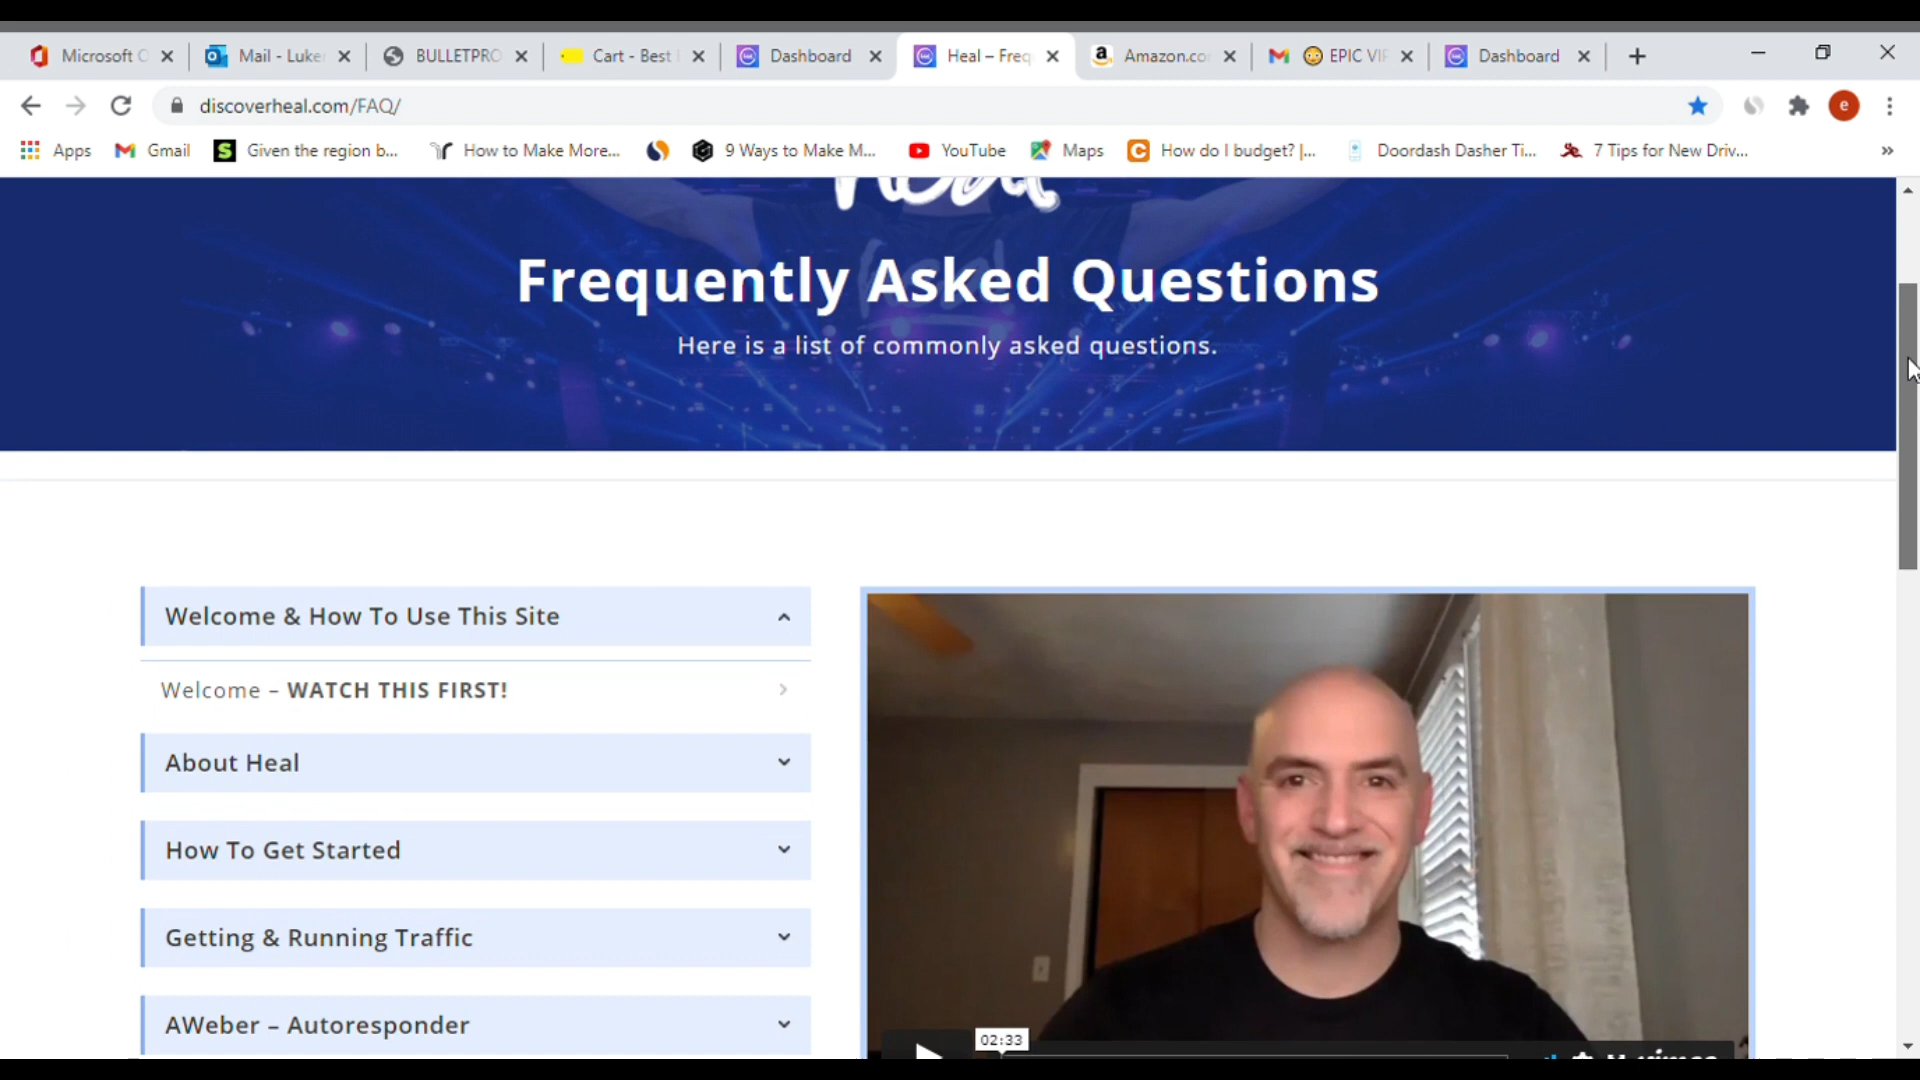 Microsoft O
Mail - Luke
BULLETPRO
Cart - Best
Dashboard
Heal – Freq
Amazon.co
EPIC VIP
Dashboard
discoverheal.com/FAQ/
e
Apps
Gmail
Given the region b...
How to Make More...
9 Ways to Make M...
YouTube
Maps
How do I budget? |...
Doordash Dasher Ti...
7 Tips for New Driv...
heal
Frequently Asked Questions
Here is a list of commonly asked questions.
Welcome & How To Use This Site
Welcome – WATCH THIS FIRST!
About Heal
How To Get Started
Getting & Running Traffic
AWeber – Autoresponder
02:33
vimeo